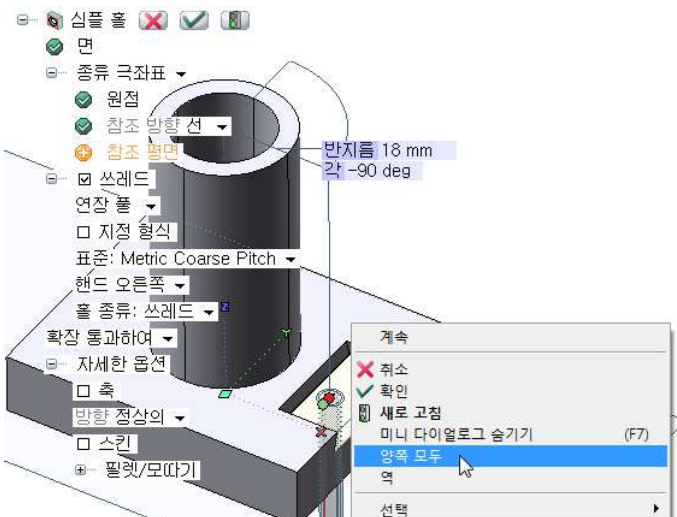 심플 홀
면
종류 극좌표
원점
참조 방향 선
참조 평면
반지름 18 mm
각 -90 deg
쓰레드
연장 풀
지정 형식
표준: Metric Coarse Pitch
핸드 오른쪽
홀 종류: 쓰레드
확장 통과하여
자세한 옵션
축
방향 정상의
스킨
필렛/모따기
계속
취소
확인
새로 고침
미니 다이얼로그 숨기기 (F7)
양쪽 모두
역
선택